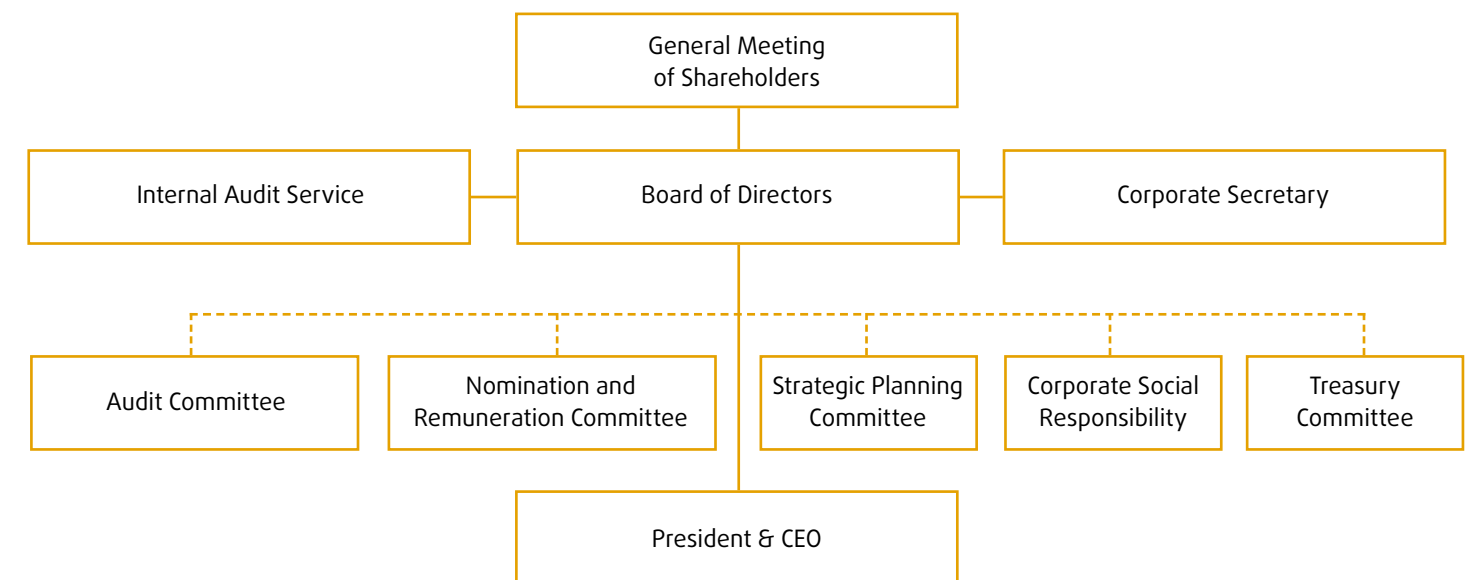 General Meeting
of Shareholders
Internal Audit Service
Board of Directors
Corporate Secretary
Audit Committee
Nomination and
Remuneration Committee
Strategic Planning
Committee
Corporate Social
Responsibility
Treasury
Committee
President & CEO